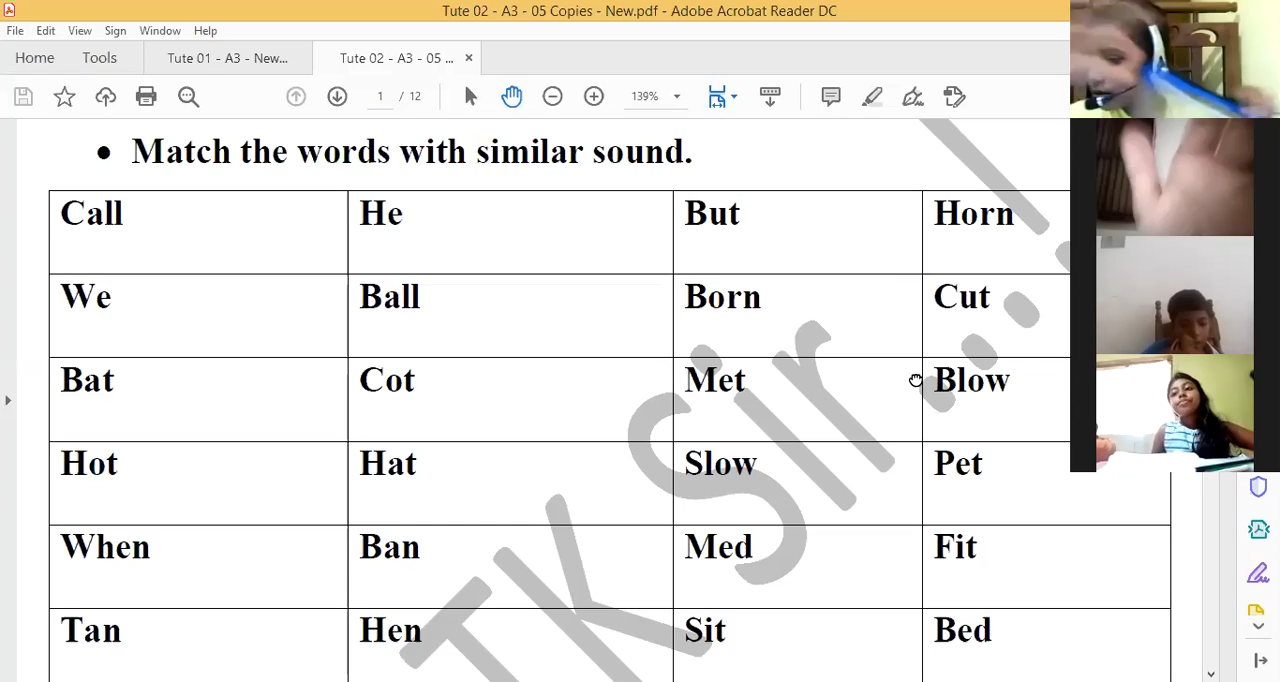 Tute 02 - A3 - 05 Copies - New.pdf - Adobe Acrobat Reader DC
File Edit View Sign Window Help
Home Tools Tute 01 - A3 - New... Tute 02 - A3 - 05 ... ×
1 / 12 139%
• Match the words with similar sound.
Call He But Horn
We Ball Born Cut
Bat Cot Met Blow
Hot Hat Slow Pet
When Ban Med Fit
Tan Hen Sit Bed
TK Sir...!